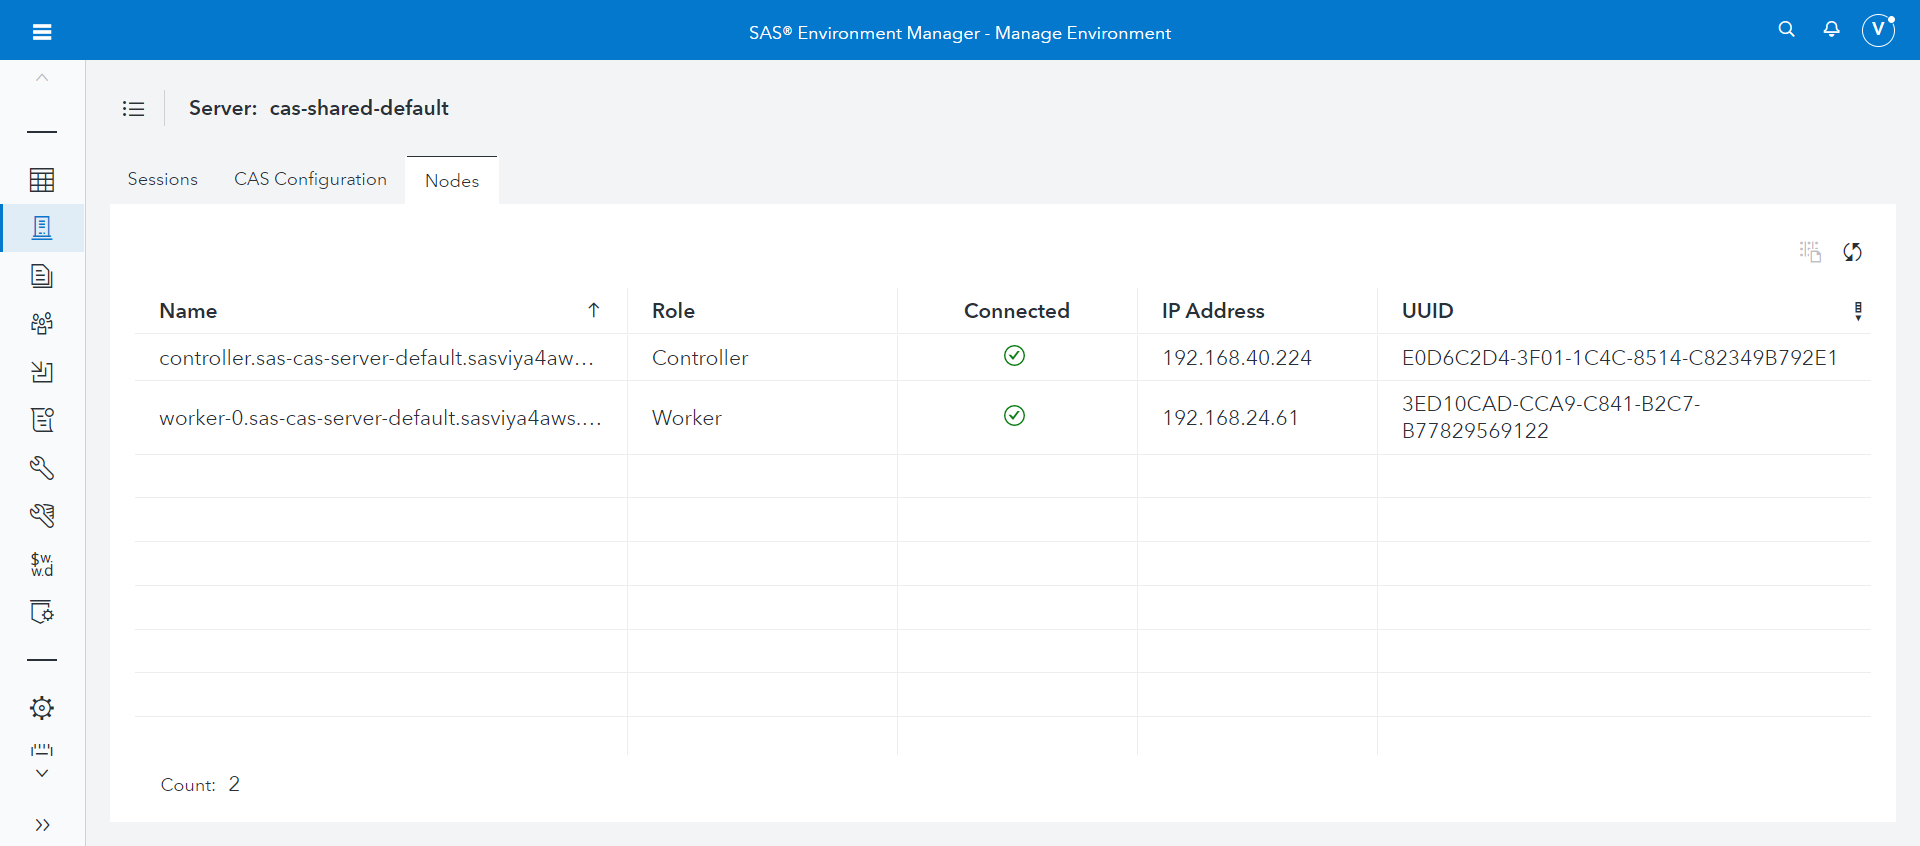 SAS® Environment Manager - Manage Environment
V
Server: cas-shared-default
Sessions
CAS Configuration
Nodes
Name
Role
Connected
IP Address
UUID
controller.sas-cas-server-default.sasviya4aw...
Controller
192.168.40.224
E0D6C2D4-3F01-1C4C-8514-C82349B792E1
worker-0.sas-cas-server-default.sasviya4aws....
Worker
192.168.24.61
3ED10CAD-CCA9-C841-B2C7-
B77829569122
$w.
w.d
Count: 2